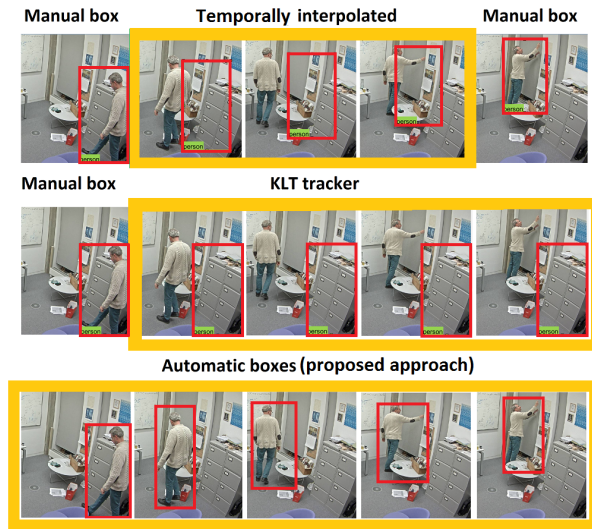 Manual box Temporally interpolated Manual box
person person person person person
Manual box KLT tracker
person person person person person
Automatic boxes (proposed approach)